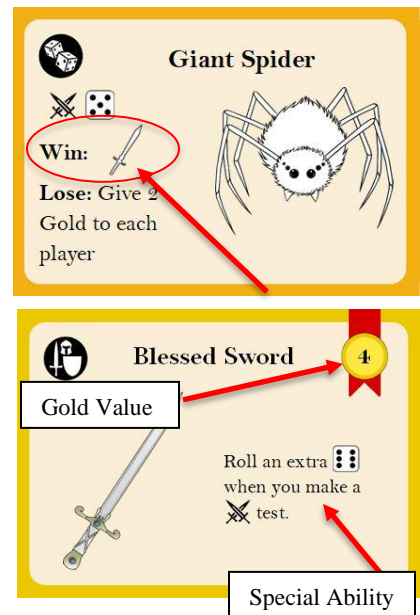 Giant Spider
Win:
Lose: Give 2
Gold to each
player
Blessed Sword
4
Gold Value
Roll an extra
when you make a
test.
Special Ability